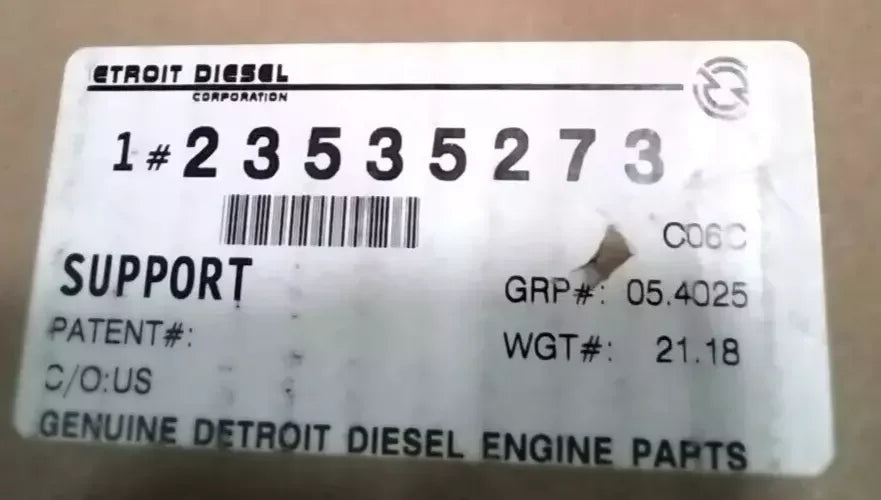 ETROIT DIESEL
CORPORATION
1# 23535273
C06C
SUPPORT
GRP#: 05.4025
PATENT#:
WGT#: 21.18
C/O:US
GENUINE DETROIT DIESEL ENGINE PARTS